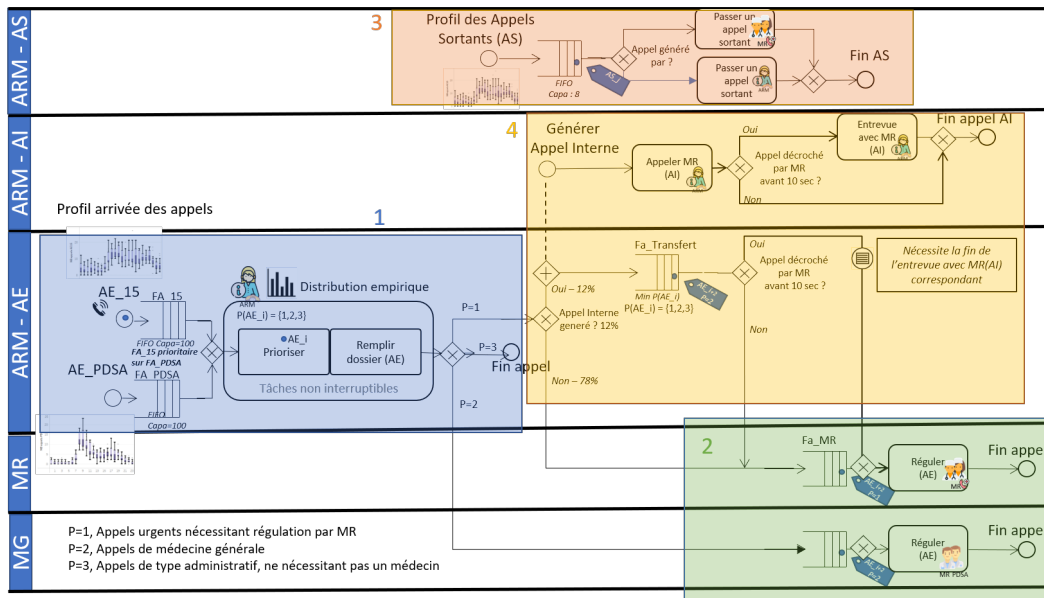 ARM - AS
3
Profil des Appels
Sortants (AS)
FIFO
Capa : 8
AS_i
Appel généré
par ?
Passer un
appel
sortant
MR
Passer un
appel
sortant
ARM
Fin AS
ARM - AI
4
Générer
Appel Interne
Appeler MR
(AI)
ARM
Oui
Appel décroché
par MR
avant 10 sec ?
Non
Entrevue
avec MR
(AI)
ARM
Fin appel AI
Profil arrivée des appels
1
ARM - AE
AE_15
FA_15
FIFO Capa=100
FA_15 prioritaire
sur FA_PDSA
AE_PDSA
FA_PDSA
FIFO
Capa=100
ARM
Distribution empirique
P(AE_i) = {1,2,3}
AE_i
Prioriser
Remplir
dossier (AE)
Tâches non interruptibles
P=1
P=3
Fin appel
P=2
Oui – 12%
Appel Interne
generé ? 12%
Non – 78%
Fa_Transfert
Min P(AE_i)
P(AE_i) = {1,2,3}
Oui
Appel décroché
par MR
avant 10 sec ?
Non
Nécessite la fin de
l'entrevue avec MR(AI)
correspondant
MR
2
Fa_MR
Réguler
(AE)
MR
Fin appe
MG
P=1, Appels urgents nécessitant régulation par MR
P=2, Appels de médecine générale
P=3, Appels de type administratif, ne nécessitant pas un médecin
Réguler
(AE)
MR PDSA
Fin appe